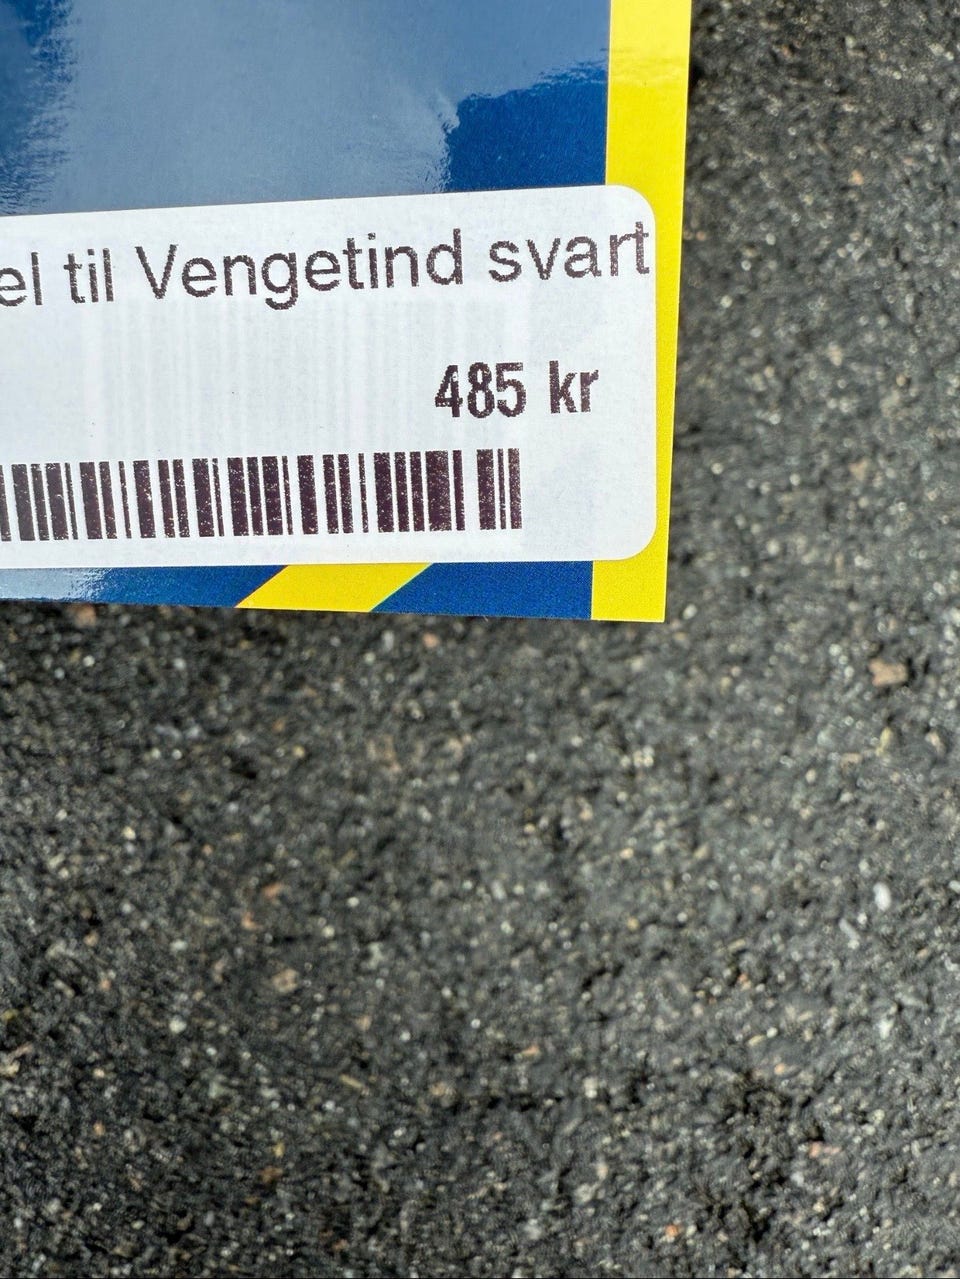 el til Vengetind svart
485 kr